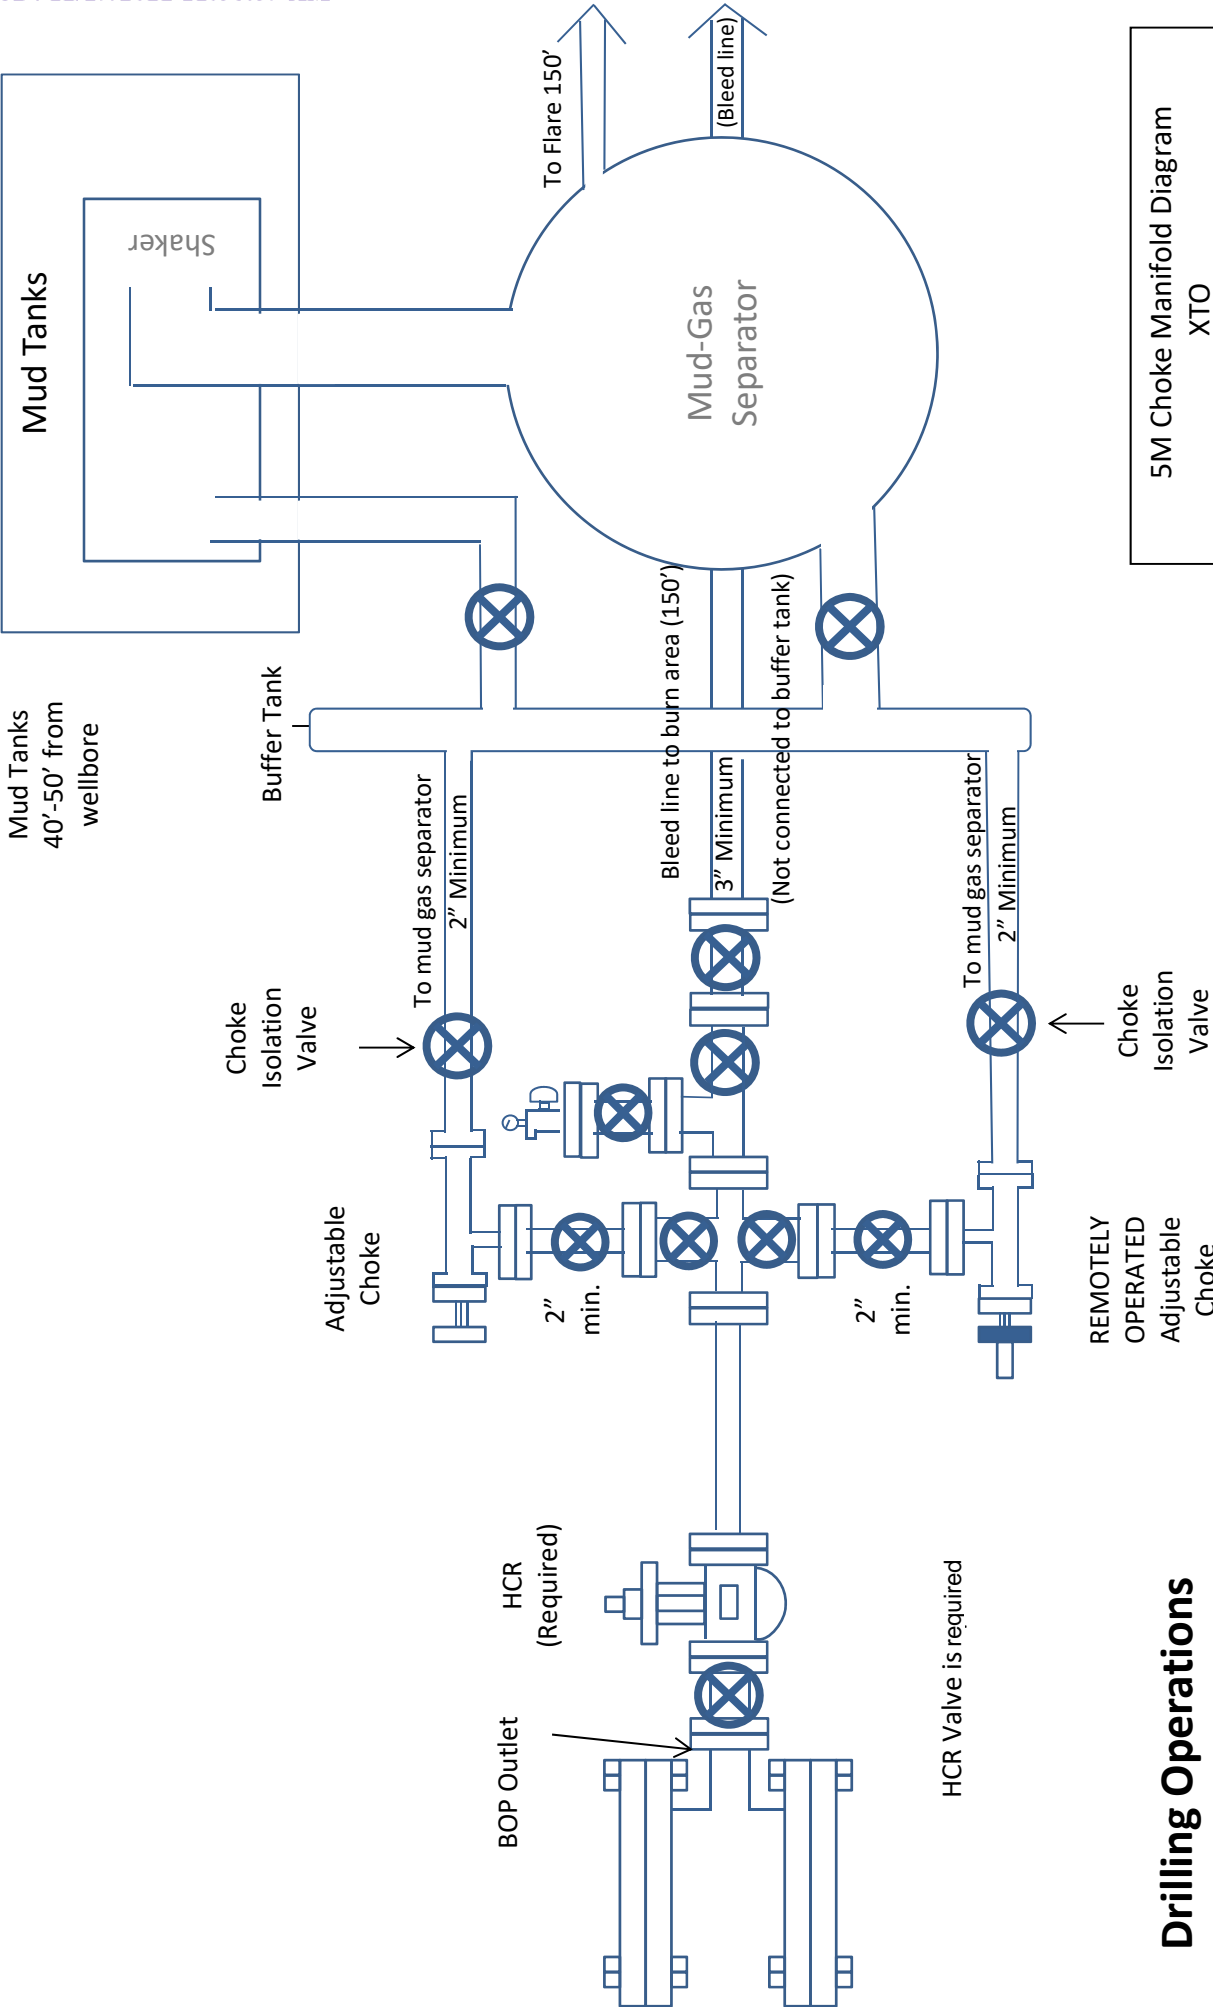 Mud Tanks
40’-50’ from
wellbore
Mud Tanks
Shaker
Buffer Tank
Choke
Isolation
Valve
To mud gas separator
2” Minimum
Adjustable
Choke
2”
min.
To Flare 150’
(Bleed line)
Mud-Gas
Separator
Bleed line to burn area (150’)
3” Minimum
(Not connected to buffer tank)
HCR
(Required)
BOP Outlet
2”
min.
To mud gas separator
2” Minimum
HCR Valve is required
REMOTELY
OPERATED
Adjustable
Choke
Choke
Isolation
Valve
Drilling Operations
5M Choke Manifold Diagram
XTO